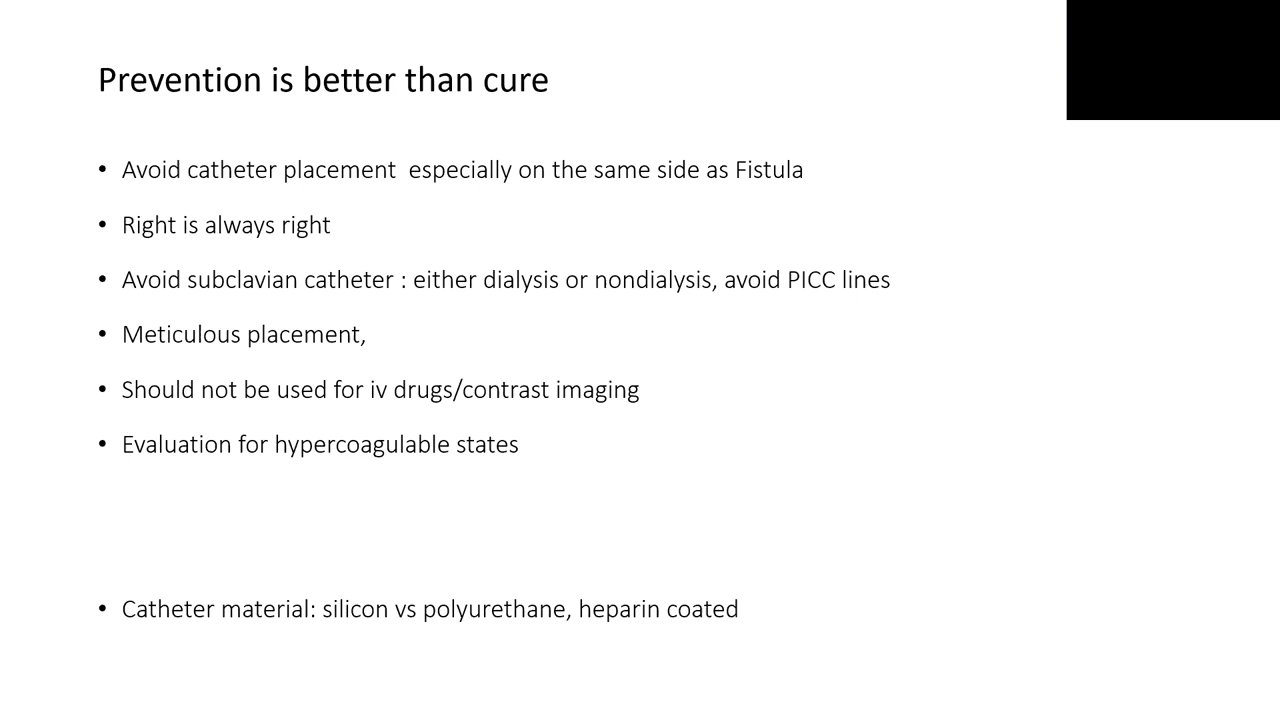 Prevention is better than cure
• Avoid catheter placement  especially on the same side as Fistula
• Right is always right
• Avoid subclavian catheter : either dialysis or nondialysis, avoid PICC lines
• Meticulous placement,
• Should not be used for iv drugs/contrast imaging
• Evaluation for hypercoagulable states
• Catheter material: silicon vs polyurethane, heparin coated